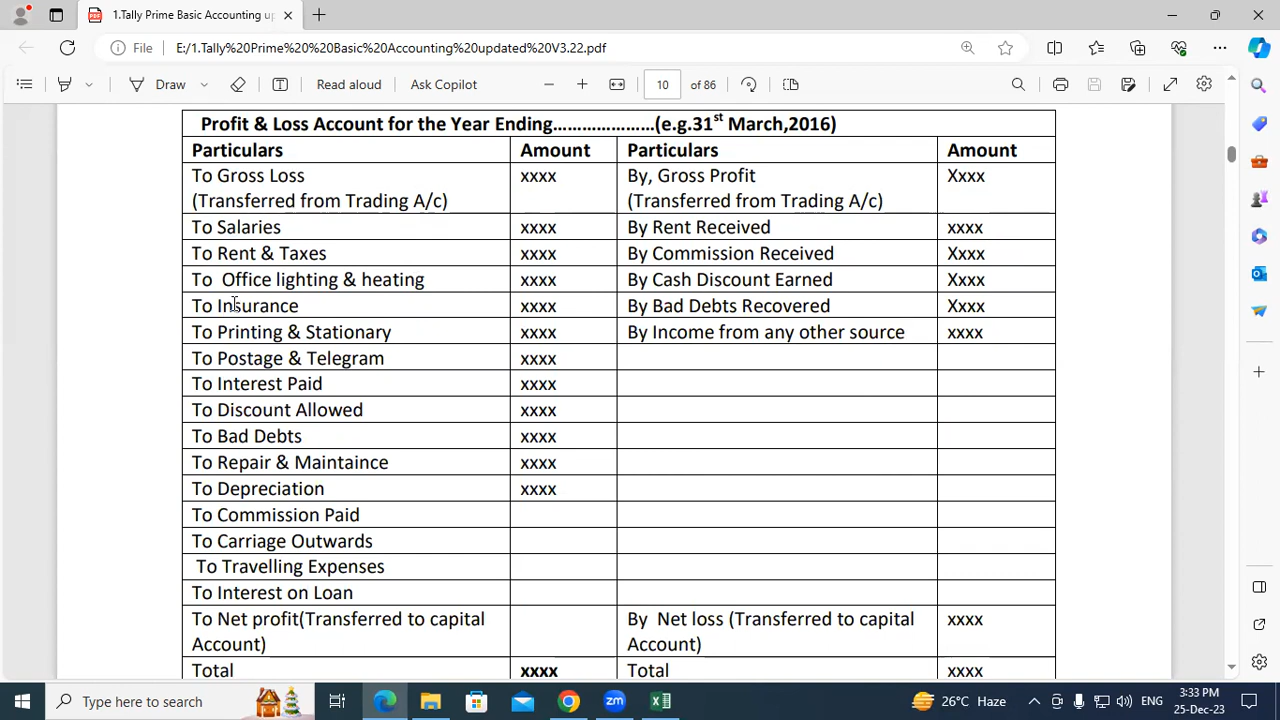 1.Tally Prime Basic Accounting up
File
E:/1.Tally%20Prime%20%20Basic%20Accounting%20updated%20V3.22.pdf
Draw
Read aloud
Ask Copilot
10
of 86
Profit & Loss Account for the Year Ending.....................(e.g.31st March,2016)
Particulars Amount Particulars Amount
To Gross Loss xxxx By, Gross Profit Xxxx
(Transferred from Trading A/c) (Transferred from Trading A/c)
To Salaries xxxx By Rent Received xxxx
To Rent & Taxes xxxx By Commission Received Xxxx
To Office lighting & heating xxxx By Cash Discount Earned Xxxx
To Insurance xxxx By Bad Debts Recovered Xxxx
To Printing & Stationary xxxx By Income from any other source xxxx
To Postage & Telegram xxxx
To Interest Paid xxxx
To Discount Allowed xxxx
To Bad Debts xxxx
To Repair & Maintaince xxxx
To Depreciation xxxx
To Commission Paid
To Carriage Outwards
To Travelling Expenses
To Interest on Loan
To Net profit(Transferred to capital By Net loss (Transferred to capital xxxx
Account) Account)
Total xxxx Total xxxx
Type here to search
26°C Haze
ENG
3:33 PM
25-Dec-23